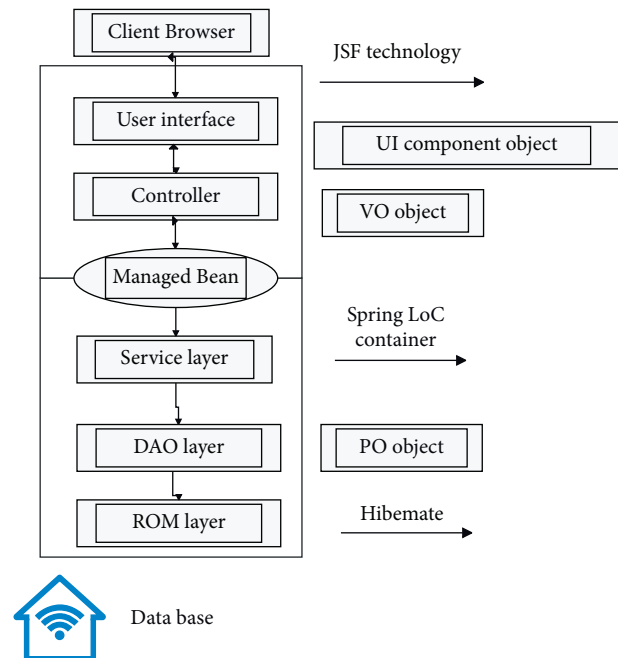 Client Browser
JSF technology
User interface
UI component object
Controller
VO object
Managed Bean
Spring LoC
container
Service layer
DAO layer
PO object
ROM layer
Hibemate
Data base